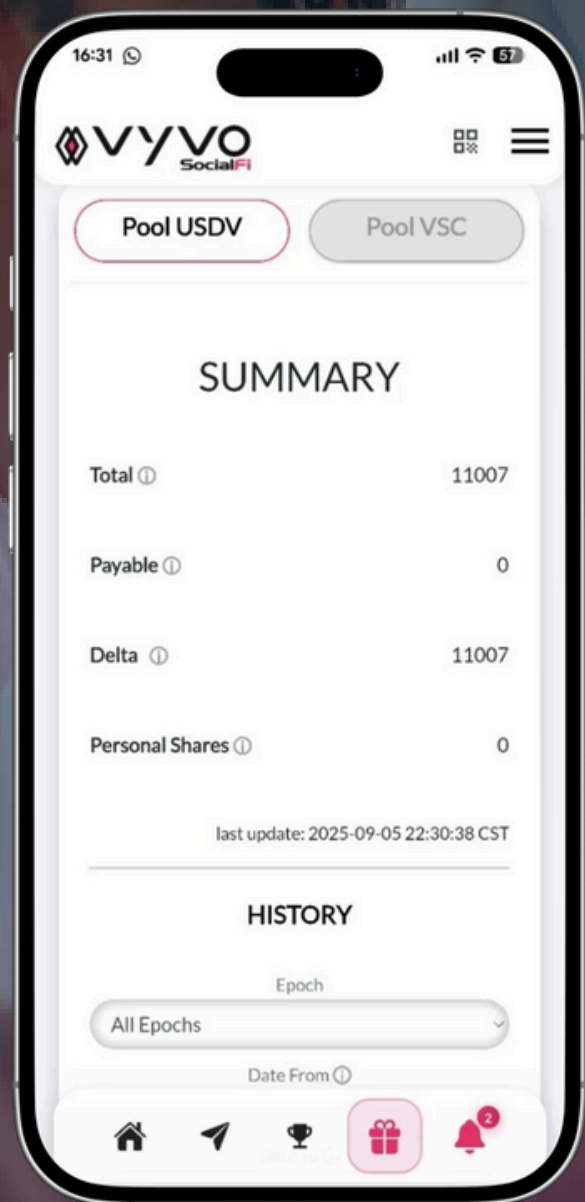 16:31
57
VYVO
SocialFi
Pool USDV
Pool VSC
SUMMARY
Total 11007
Payable 0
Delta 11007
Personal Shares 0
last update: 2025-09-05 22:30:38 CST
HISTORY
Epoch
All Epochs
Date From
2